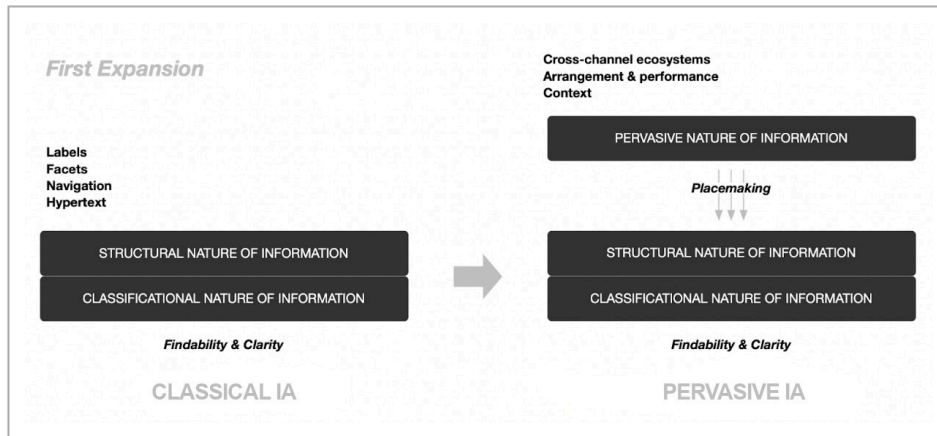 First Expansion
Labels
Facets
Navigation
Hypertext
STRUCTURAL NATURE OF INFORMATION
CLASSIFICATIONAL NATURE OF INFORMATION
Findability & Clarity
CLASSICAL IA
Cross-channel ecosystems
Arrangement & performance
Context
PERVASIVE NATURE OF INFORMATION
Placemaking
STRUCTURAL NATURE OF INFORMATION
CLASSIFICATIONAL NATURE OF INFORMATION
Findability & Clarity
PERVASIVE IA